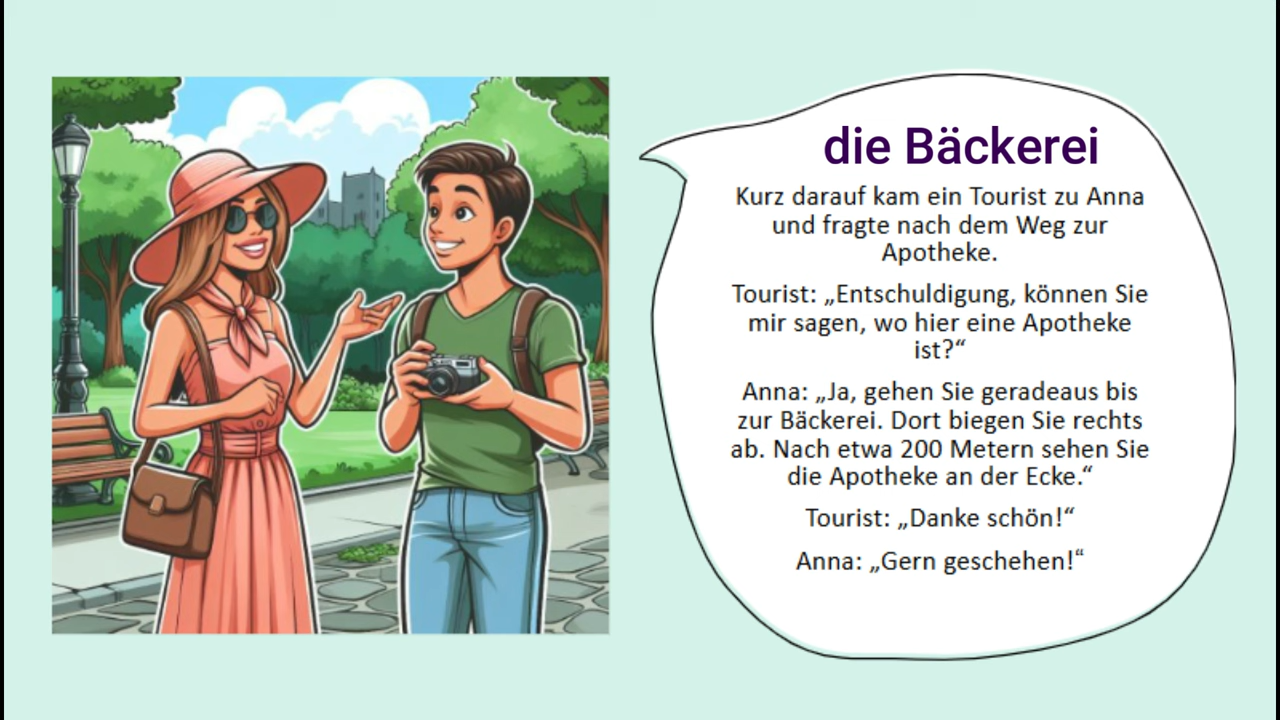 die Bäckerei
Kurz darauf kam ein Tourist zu Anna
und fragte nach dem Weg zur
Apotheke.
Tourist: „Entschuldigung, können Sie
mir sagen, wo hier eine Apotheke
ist?“
Anna: „Ja, gehen Sie geradeaus bis
zur Bäckerei. Dort biegen Sie rechts
ab. Nach etwa 200 Metern sehen Sie
die Apotheke an der Ecke.“
Tourist: „Danke schön!“
Anna: „Gern geschehen!“